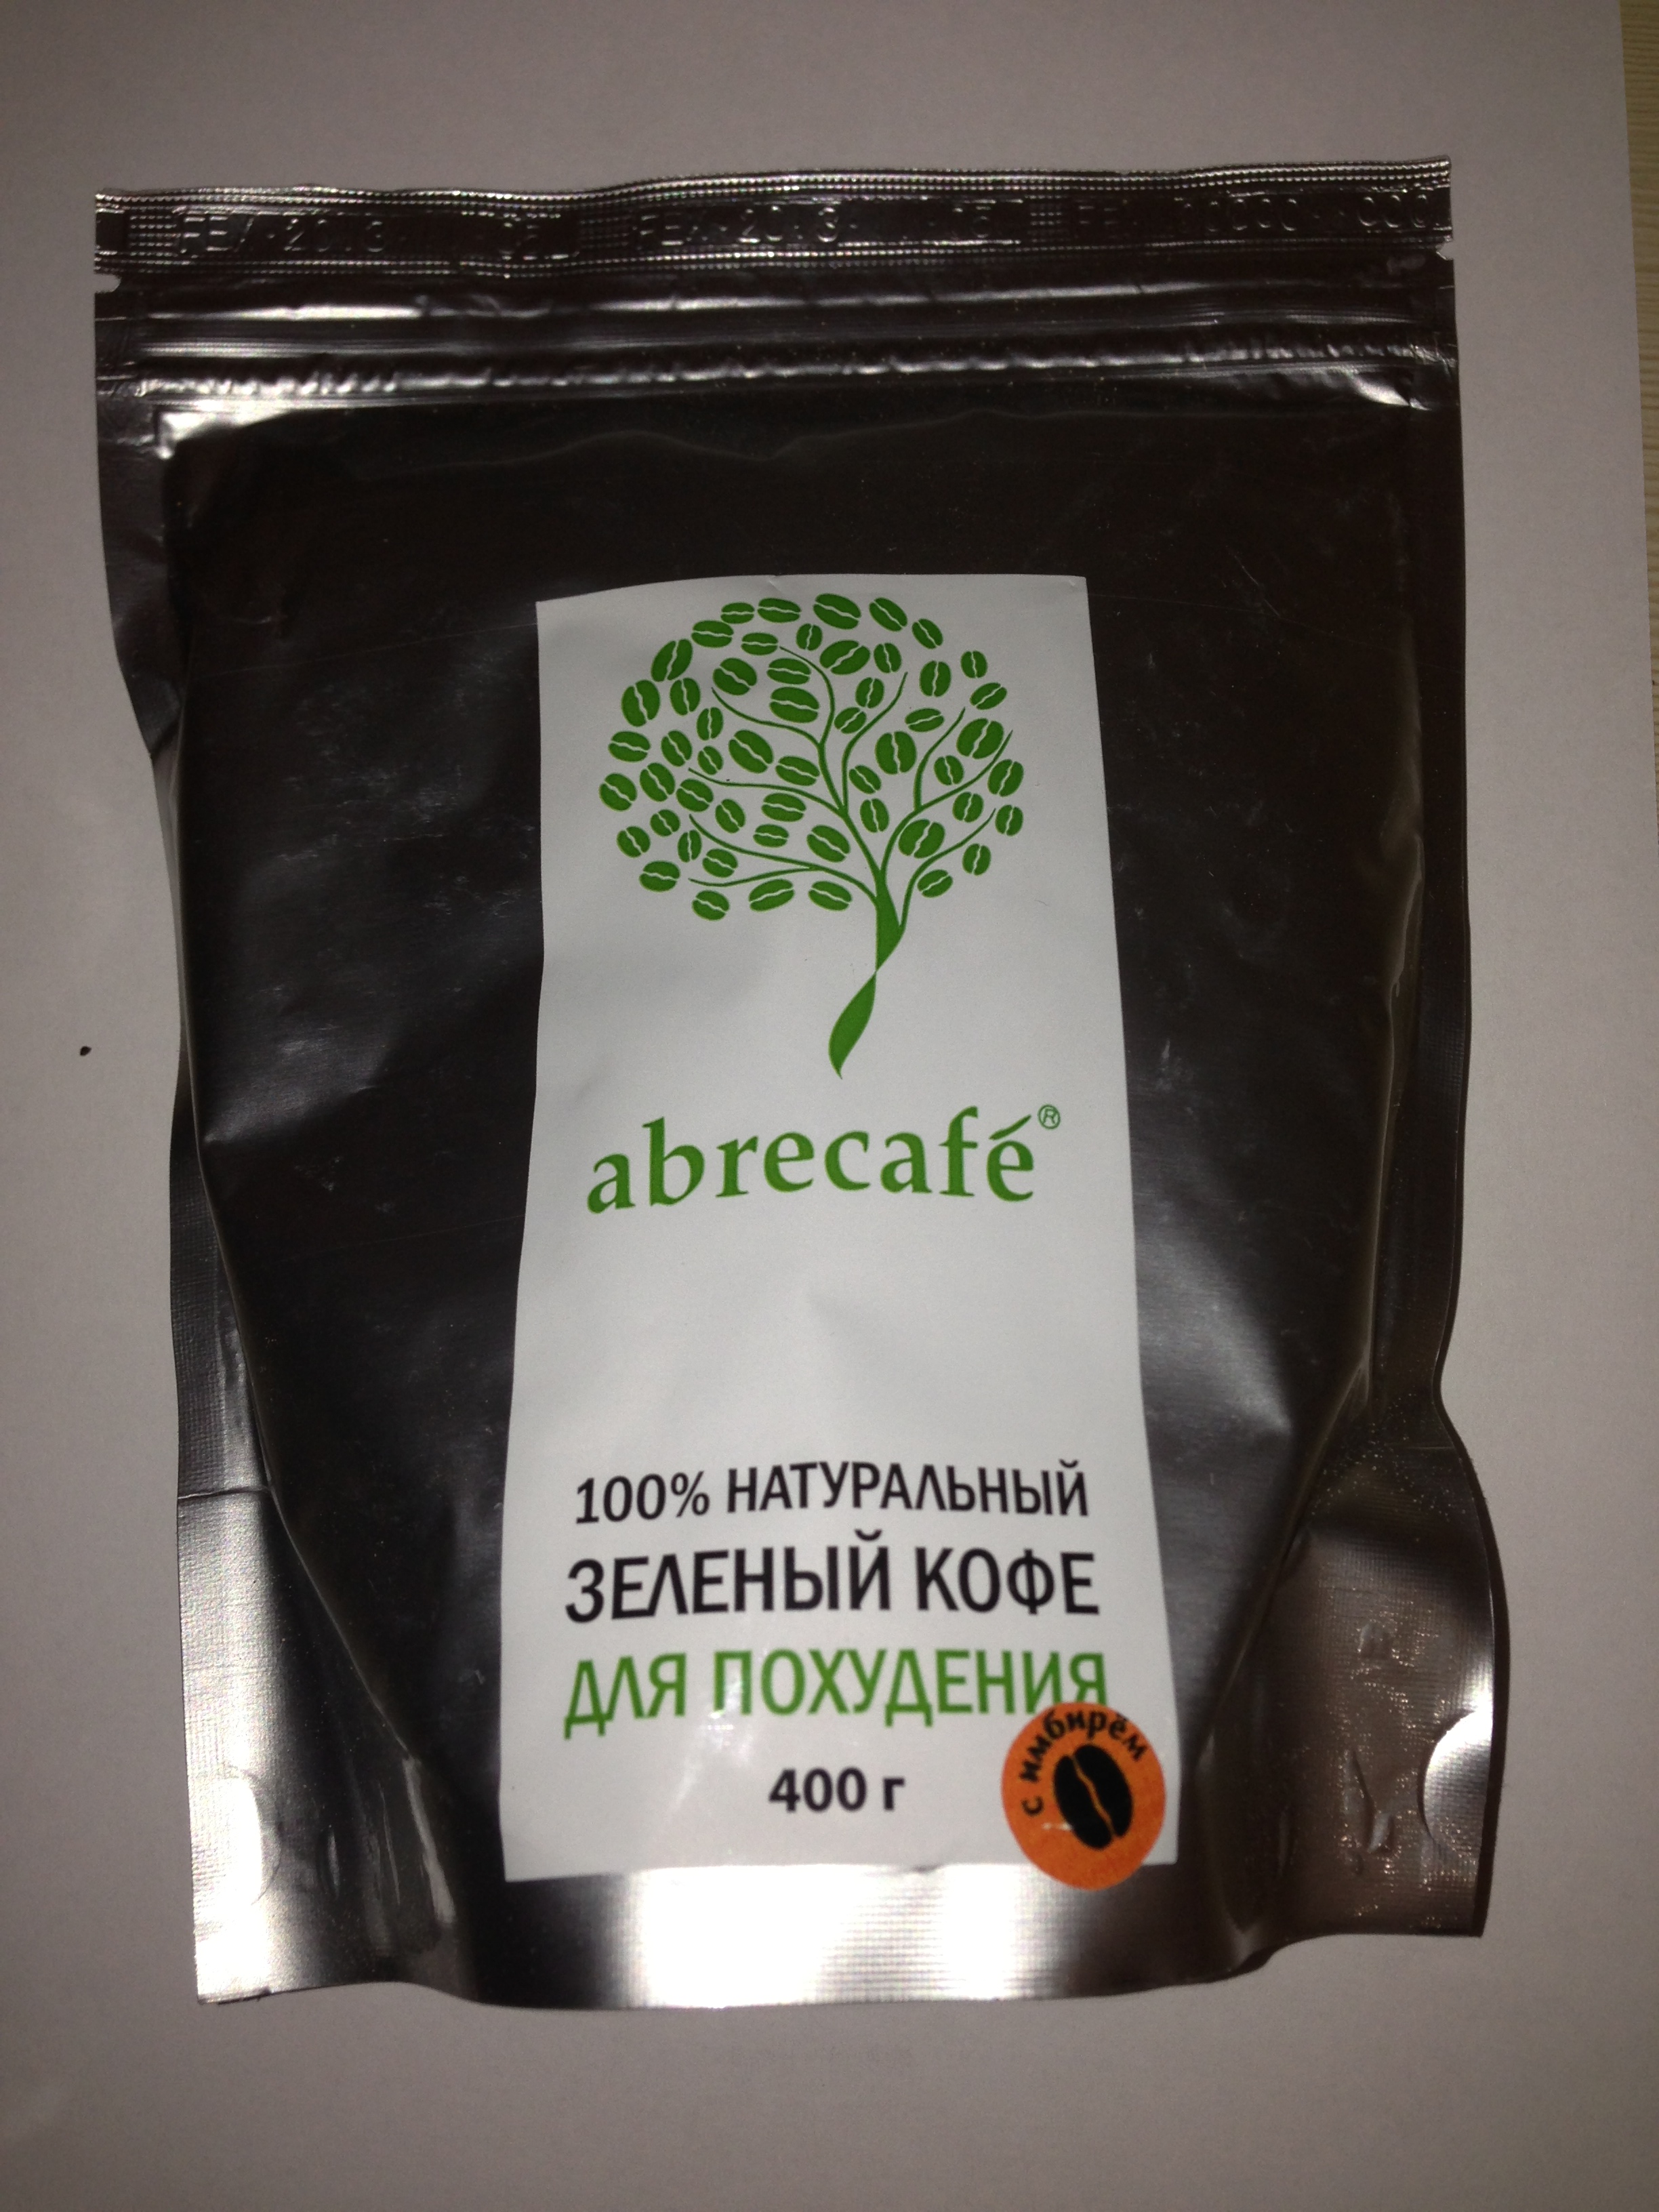 abrecafé®
100% НАТУРАЛЬНЫЙ
ЗЕЛЕНЫЙ КОФЕ
ДЛЯ ПОХУДЕНИЯ
400 г
с имбирём